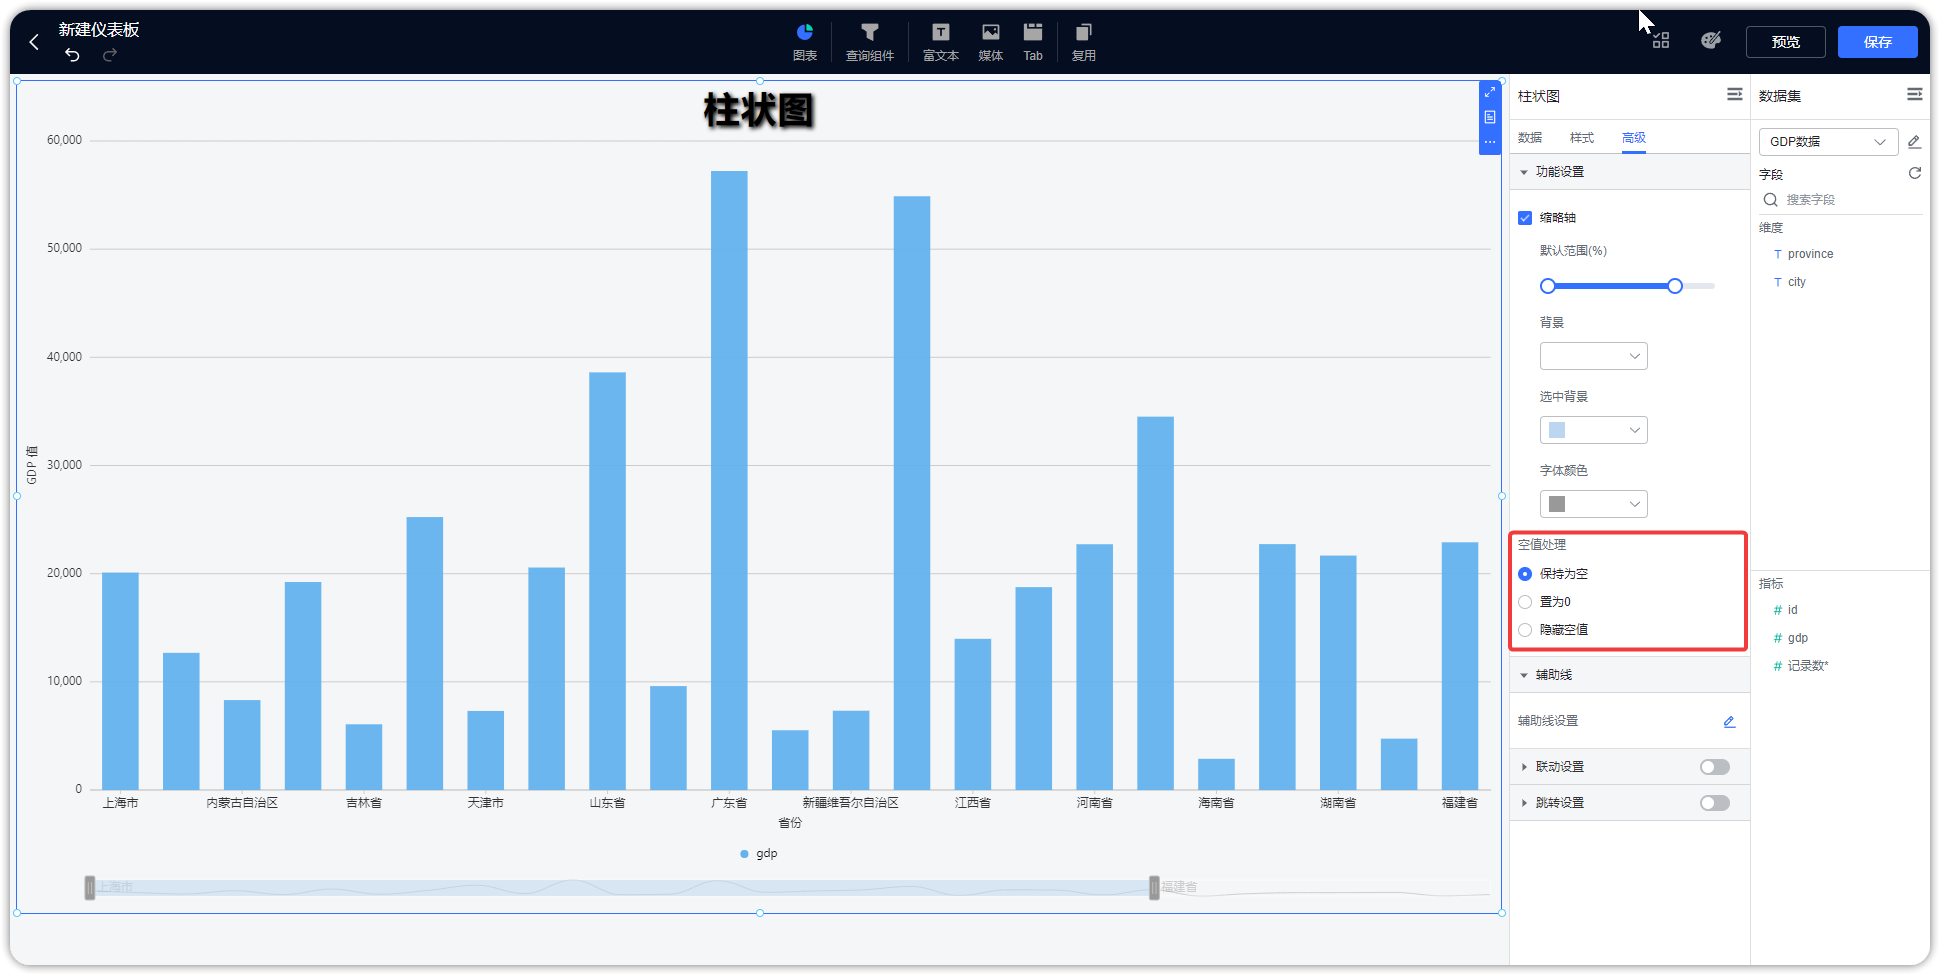 新建仪表板
图表
查询组件
富文本
媒体
Tab
复用
预览
保存
柱状图
60,000
50,000
40,000
30,000
20,000
10,000
0
GDP 值
上海市
内蒙古自治区
吉林省
天津市
山东省
广东省
新疆维吾尔自治区
江西省
河南省
海南省
湖南省
福建省
省份
gdp
上海市
福建省
柱状图
数据
样式
高级
功能设置
缩略轴
默认范围(%)
背景
选中背景
字体颜色
空值处理
保持为空
置为0
隐藏空值
辅助线
辅助线设置
联动设置
跳转设置
数据集
GDP数据
字段
搜索字段
维度
T province
T city
指标
# id
# gdp
# 记录数*